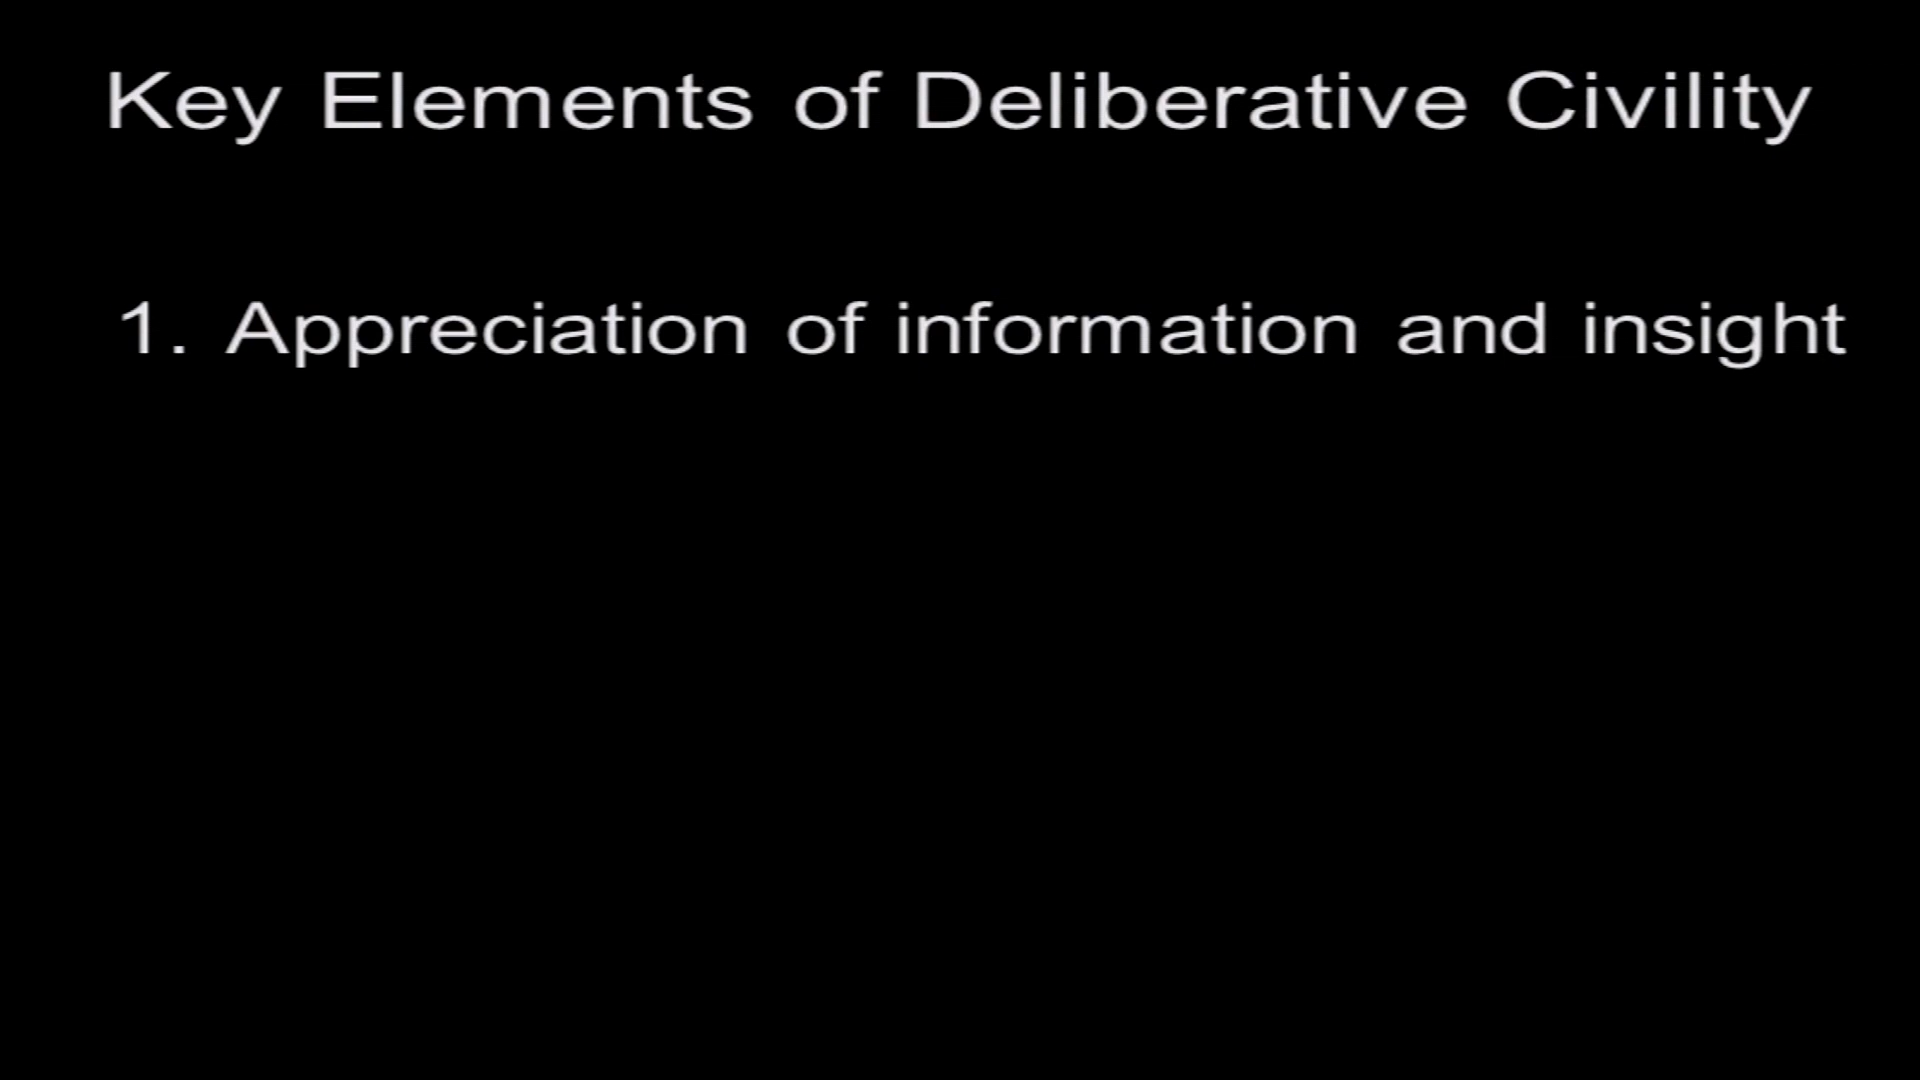 Key Elements of Deliberative Civility
1. Appreciation of information and insight